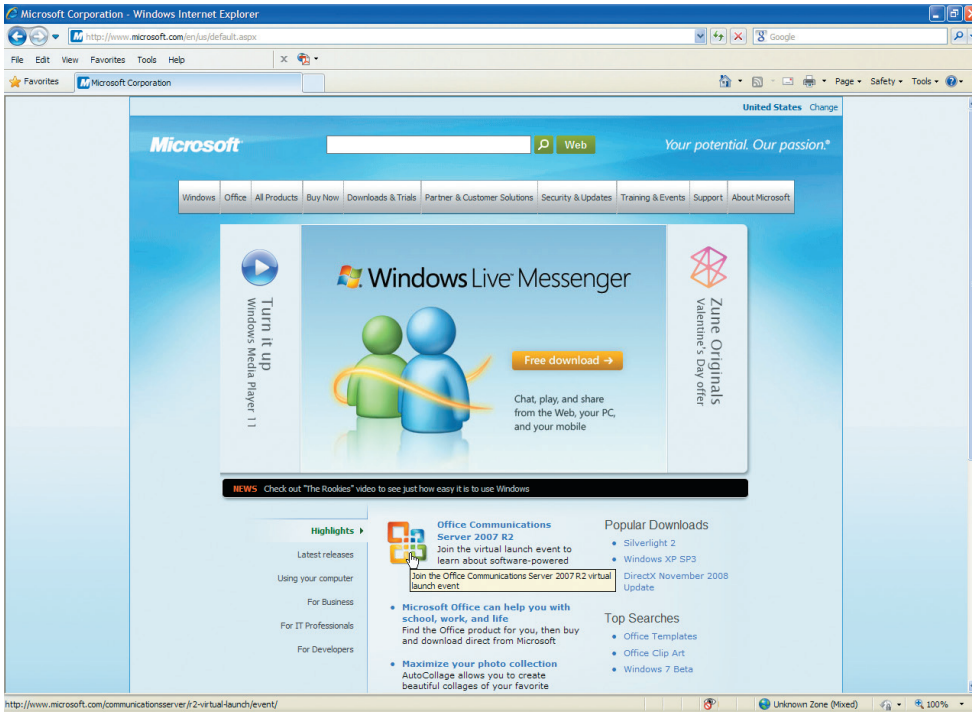 Microsoft Corporation - Windows Internet Explorer
http://www.microsoft.com/en/us/default.aspx
Google
File Edit View Favorites Tools Help
Favorites Microsoft Corporation
Page Safety Tools
United States Change
Microsoft
Web
Your potential. Our passion.®
Windows Office All Products Buy Now Downloads & Trials Partner & Customer Solutions Security & Updates Training & Events Support About Microsoft
Turn it up
Windows Media Player 11
Windows Live Messenger
Free download →
Chat, play, and share
from the Web, your PC,
and your mobile
Zune Originals
Valentine's Day offer
NEWS Check out "The Rookies" video to see just how easy it is to use Windows
Highlights
Latest releases
Using your computer
For Business
For IT Professionals
For Developers
Office Communications
Server 2007 R2
Join the virtual launch event to
learn about software-powered
Join the Office Communications Server 2007 R2 virtual
launch event
• Microsoft Office can help you with
school, work, and life
Find the Office product for you, then buy
and download direct from Microsoft
• Maximize your photo collection
AutoCollage allows you to create
beautiful collages of your favorite
Popular Downloads
• Silverlight 2
• Windows XP SP3
DirectX November 2008
Update
Top Searches
• Office Templates
• Office Clip Art
• Windows 7 Beta
http://www.microsoft.com/communicationsserver/r2-virtual-launch/event/
Unknown Zone (Mixed)
100%